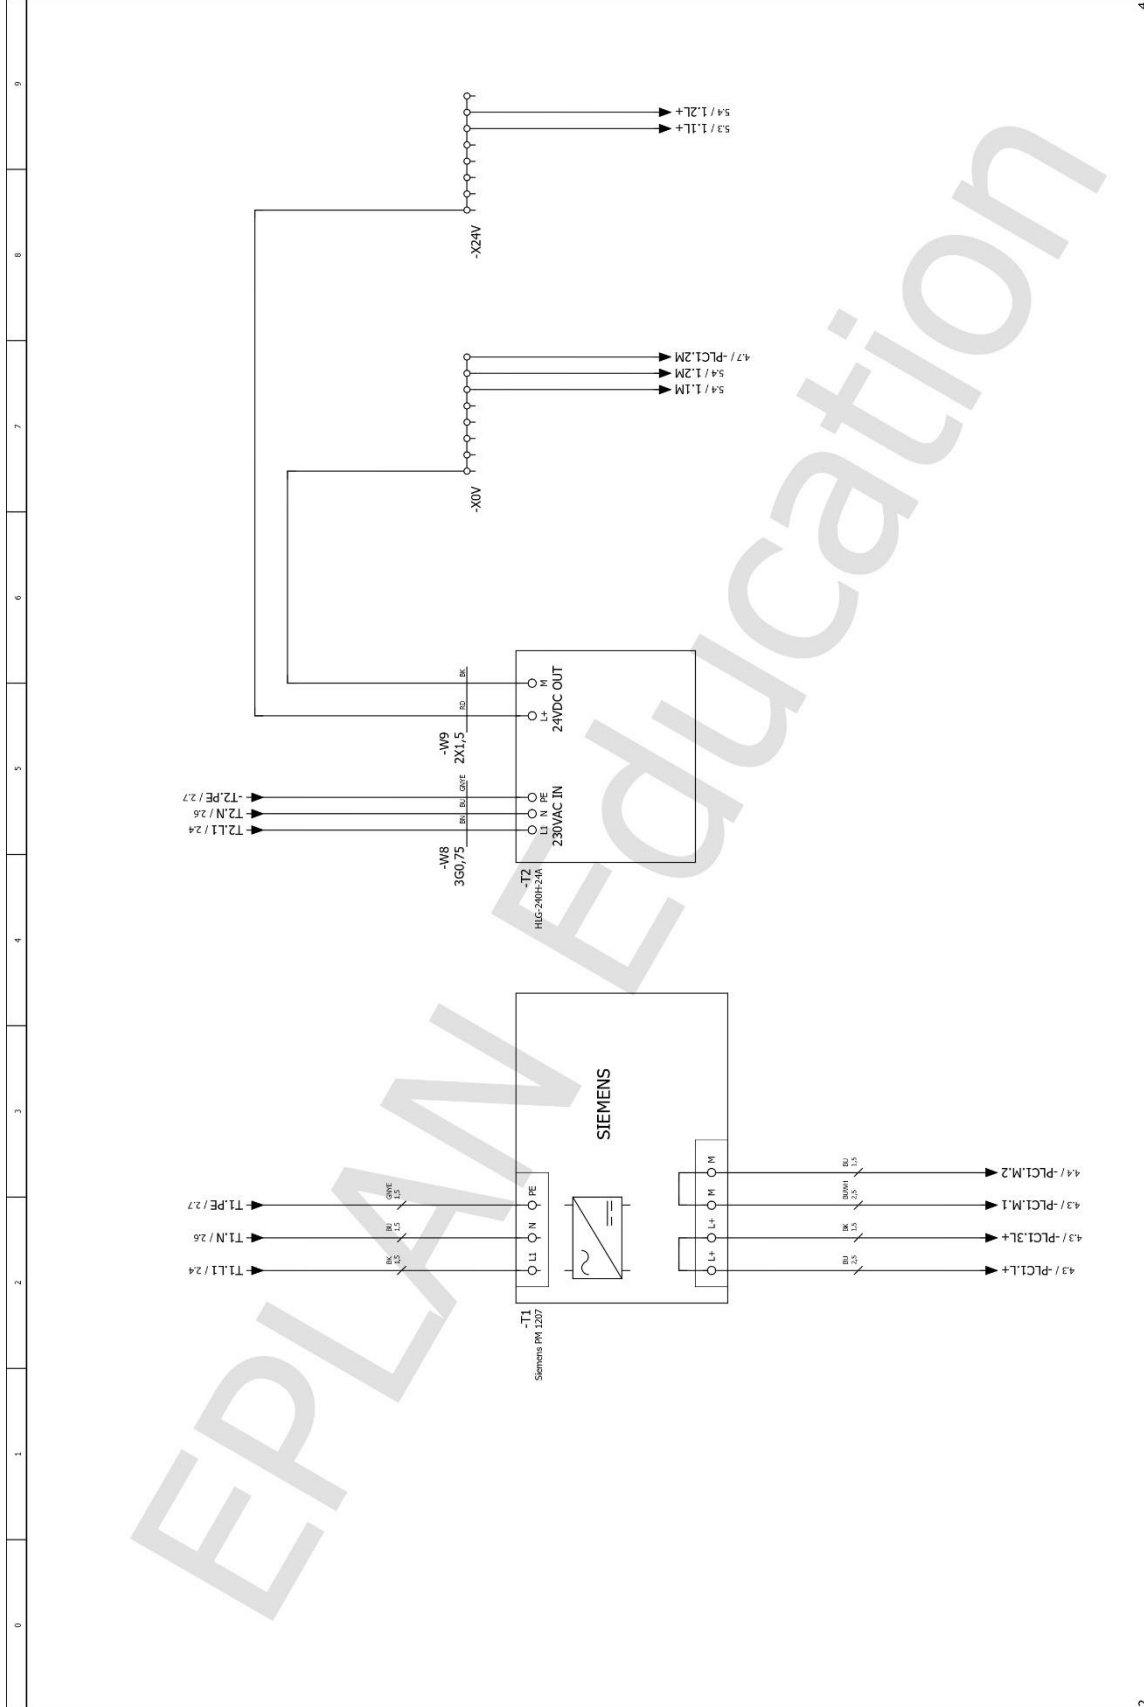 0
1
2
3
4
5
6
7
8
9
T1.L1 / 2.4
T1.N / 2.6
T1.PE / 2.7
BK
1,5
BU
1,5
GNYE
1,5
-T1
Siemens PM 1207
L1
N
PE
SIEMENS
L+
L+
M
M
BU
2,5
BK
1,5
BUWH
2,5
BU
1,5
4.3 / -PLC1.L+
4.3 / -PLC1.3L+
4.3 / -PLC1.M.1
4.4 / -PLC1.M.2
T2.L1 / 2.4
T2.N / 2.6
-T2.PE / 2.7
-W8
3G0,75
BN
BU
GNYE
-W9
2X1,5
RD
BK
-T2
HLG-240H-24A
L1
N
PE
230VAC IN
L+
M
24VDC OUT
-X0V
5.4 / 1.1M
5.4 / 1.2M
4.7 / -PLC1.2M
-X24V
5.3 / 1.1L+
5.4 / 1.2L+
EPLAN Education
2
4